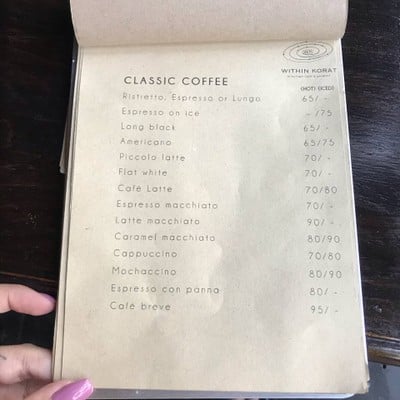 WITHIN KORAT
CLASSIC COFFEE (HOT/ICED)
Ristretto, Espresso or Lungo 65/ -
Espresso on ice - /75
Long black 65/ -
Americano 65/75
Piccolo latte 70/ -
Flat white 70/ -
Café Latte 70/80
Espresso macchiato 70/ -
Latte macchiato 90/ -
Caramel macchiato 80/90
Cappuccino 70/80
Mochaccino 80/90
Espresso con panna 80/ -
Café breve 95/ -